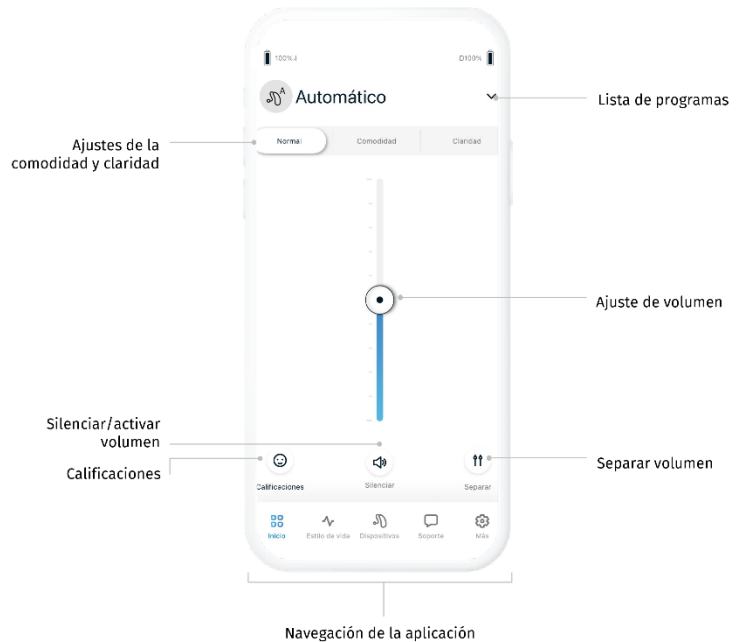 100%I
D100%
Automático
Lista de programas
Ajustes de la
comodidad y claridad
Normal
Comodidad
Claridad
Ajuste de volumen
Silenciar/activar
volumen
Calificaciones
Separar volumen
Calificaciones
Silenciar
Separar
Inicio
Estilo de vida
Dispositivos
Soporte
Más
Navegación de la aplicación